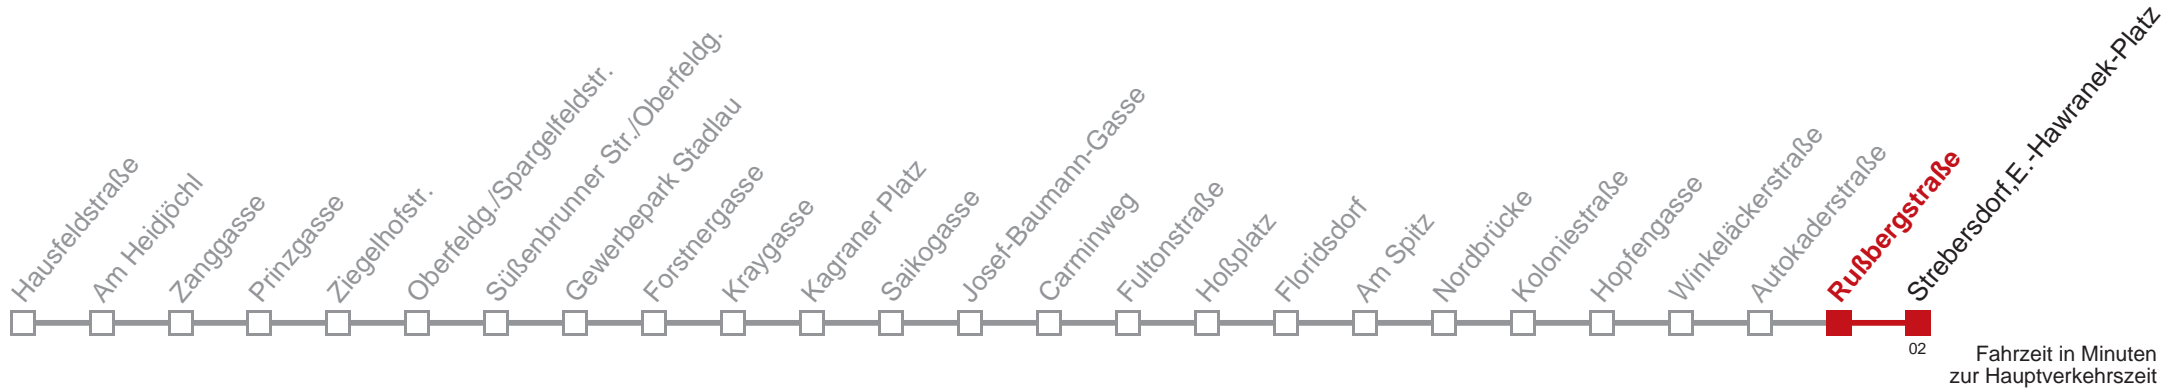 Hausfeldstraße
Am Heidjöchl
Zanggasse
Prinzgasse
Ziegelhofstr.
Oberfeldg./Spargelfeldstr.
Süßenbrunner Str./Oberfeldg.
Gewerbepark Stadlau
Forstnergasse
Kraygasse
Kagraner Platz
Saikogasse
Josef-Baumann-Gasse
Carminweg
Fultonstraße
Hoßplatz
Floridsdorf
Am Spitz
Nordbrücke
Koloniestraße
Hopfengasse
Winkeläckerstraße
Autokaderstraße
Rußbergstraße
Strebersdorf,E.-Hawranek-Platz
02
Fahrzeit in Minuten
zur Hauptverkehrszeit